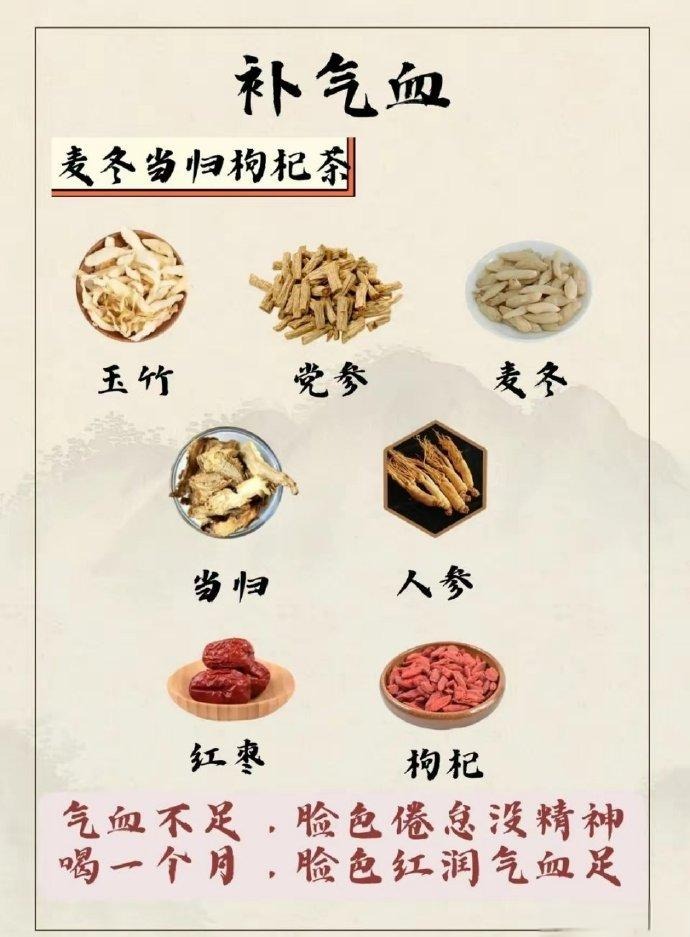 补气血
麦冬当归枸杞茶
玉竹 党参 麦冬
当归 人参
红枣 枸杞
气血不足，脸色倦怠没精神
喝一个月，脸色红润气血足